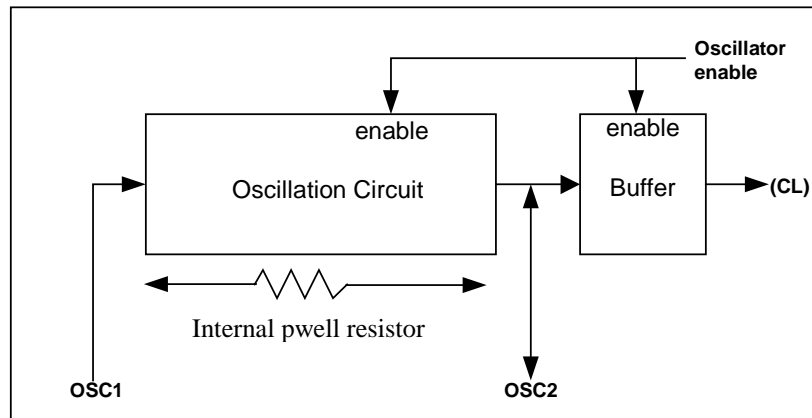 Oscillator
enable
enable
enable
Oscillation Circuit
Buffer
(CL)
Internal pwell resistor
OSC1
OSC2